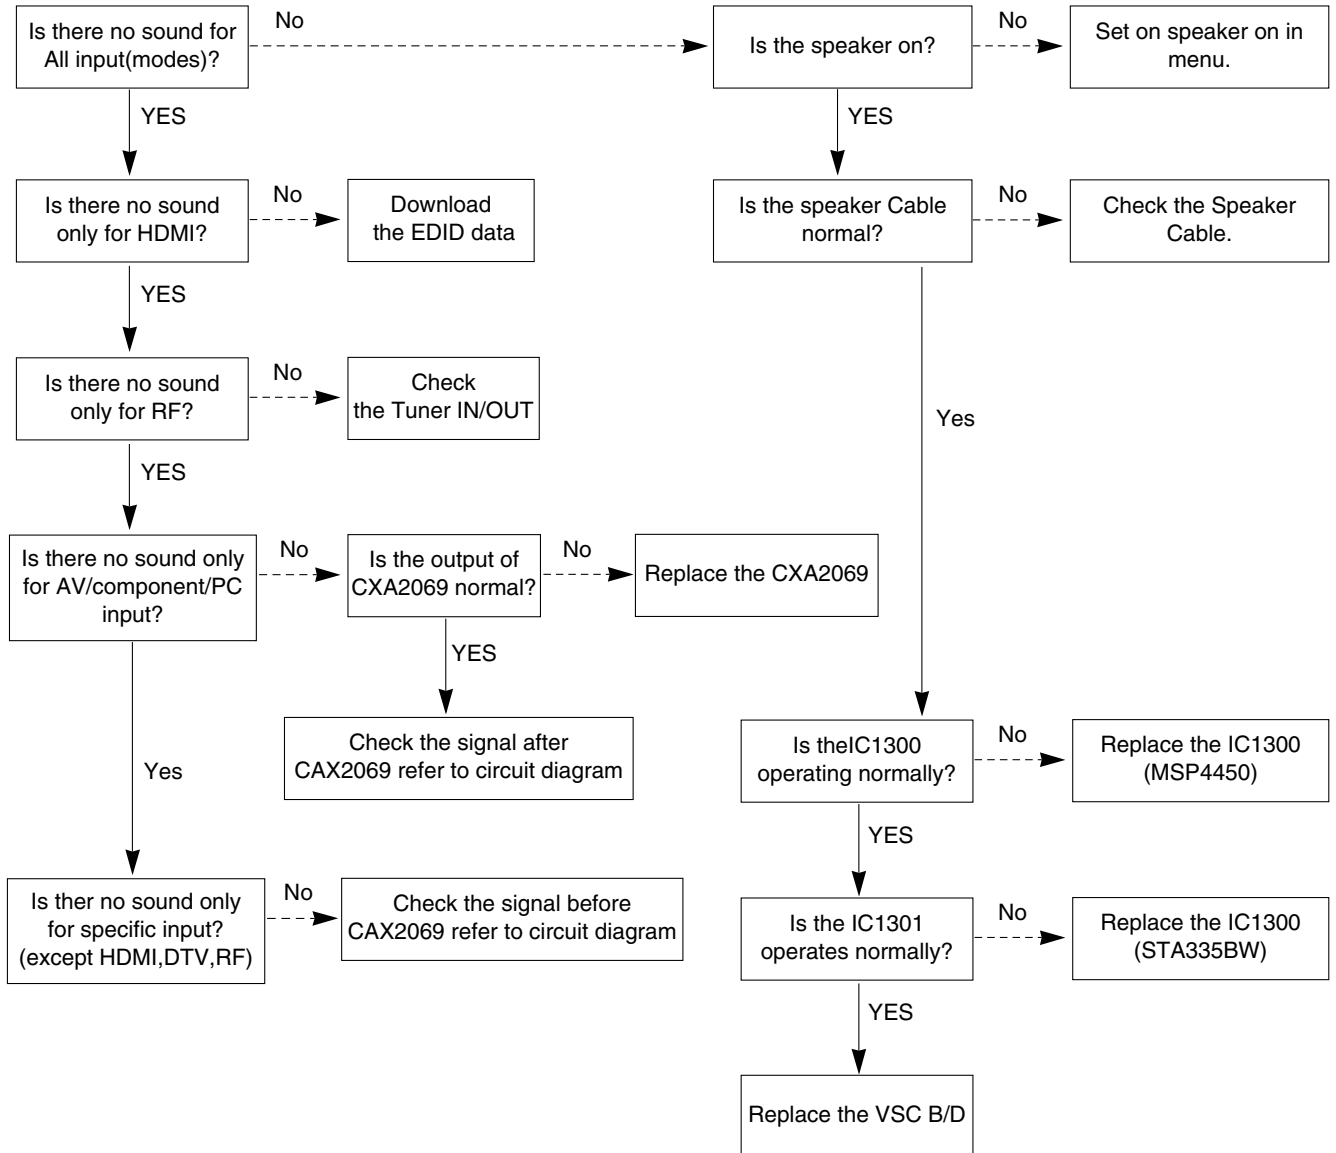 Is there no sound for
All input(modes)?
No
Is the speaker on?
No
Set on speaker on in
menu.
YES
YES
Is there no sound
only for HDMI?
No
Download
the EDID data
Is the speaker Cable
normal?
No
Check the Speaker
Cable.
YES
Is there no sound
only for RF?
No
Check
the Tuner IN/OUT
Yes
YES
Is there no sound only
for AV/component/PC
input?
No
Is the output of
CXA2069 normal?
No
Replace the CXA2069
YES
Check the signal after
CAX2069 refer to circuit diagram
Yes
Is theIC1300
operating normally?
No
Replace the IC1300
(MSP4450)
YES
Is ther no sound only
for specific input?
(except HDMI,DTV,RF)
No
Check the signal before
CAX2069 refer to circuit diagram
Is the IC1301
operates normally?
No
Replace the IC1300
(STA335BW)
YES
Replace the VSC B/D